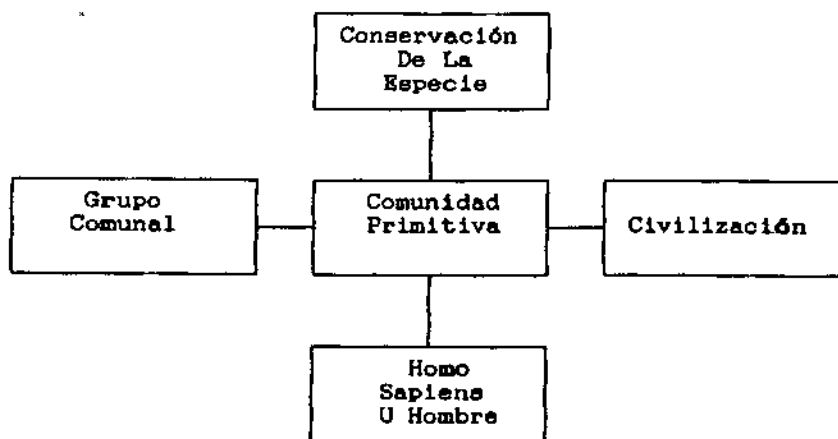 Conservación
De La
Especie
Grupo
Comunal
Comunidad
Primitiva
Civilización
Homo
Sapiens
U Hombre